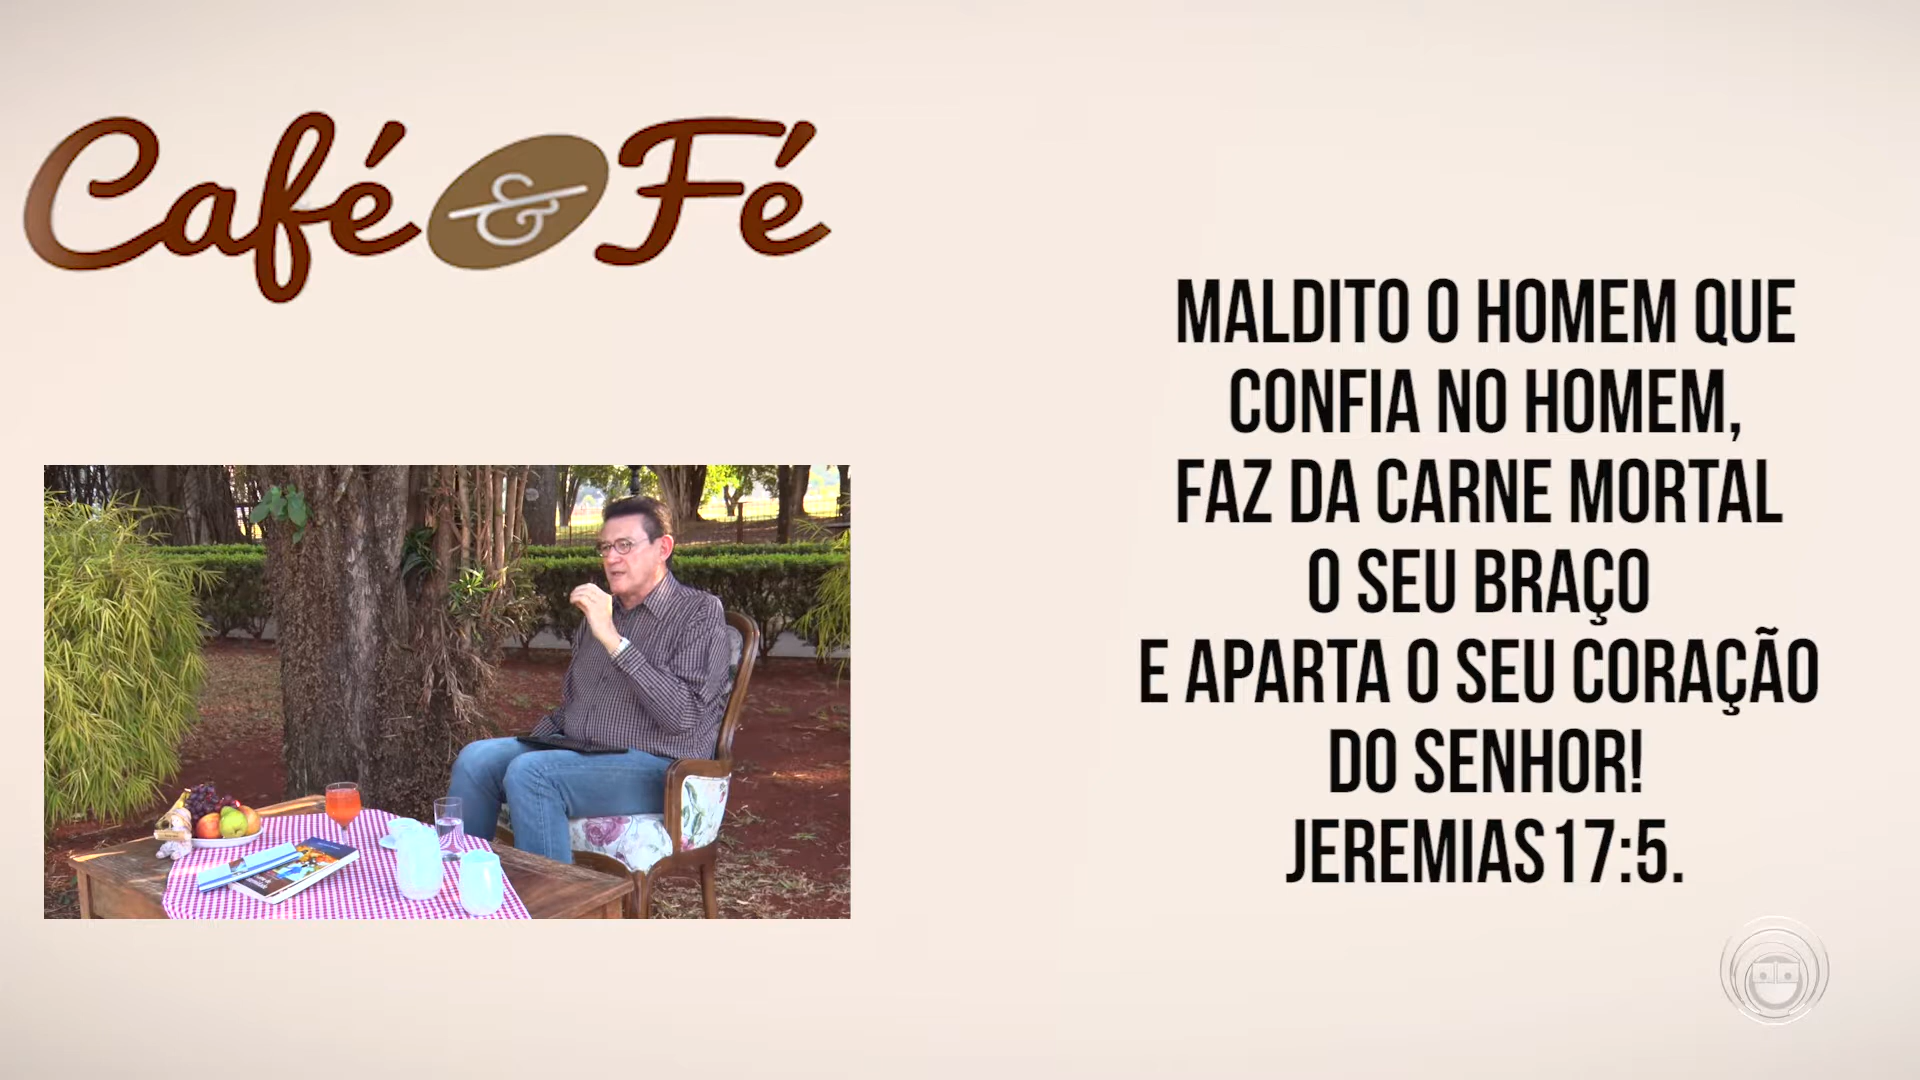 Café & Fé
MALDITO O HOMEM QUE
CONFIA NO HOMEM,
FAZ DA CARNE MORTAL
O SEU BRAÇO
E APARTA O SEU CORAÇÃO
DO SENHOR!
JEREMIAS 17:5.